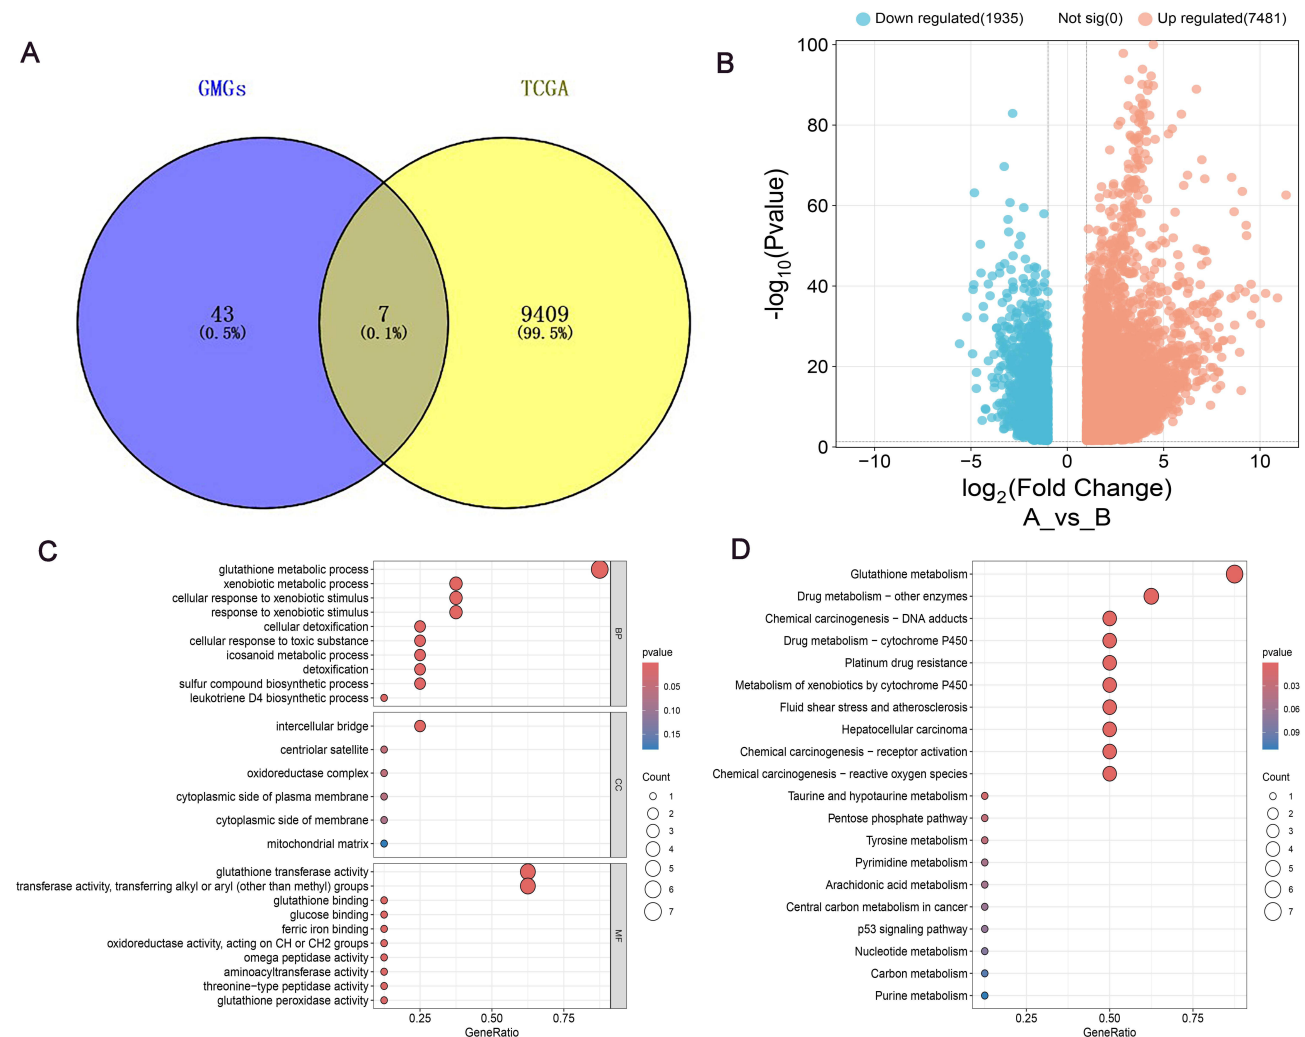 A
GMGs
TCGA
43
(0.5%)
7
(0.1%)
9409
(99.5%)
B
Down regulated(1935)
Not sig(0)
Up regulated(7481)
100
80
60
40
20
0
−10
−5
0
5
10
-log10(Pvalue)
log2(Fold Change)
A_vs_B
C
glutathione metabolic process
xenobiotic metabolic process
cellular response to xenobiotic stimulus
response to xenobiotic stimulus
cellular detoxification
cellular response to toxic substance
icosanoid metabolic process
detoxification
sulfur compound biosynthetic process
leukotriene D4 biosynthetic process
BP
intercellular bridge
centriolar satellite
oxidoreductase complex
cytoplasmic side of plasma membrane
cytoplasmic side of membrane
mitochondrial matrix
CC
glutathione transferase activity
transferase activity, transferring alkyl or aryl (other than methyl) groups
glutathione binding
glucose binding
ferric iron binding
oxidoreductase activity, acting on CH or CH2 groups
omega peptidase activity
aminoacyltransferase activity
threonine−type peptidase activity
glutathione peroxidase activity
MF
0.25
0.50
0.75
GeneRatio
pvalue
0.05
0.10
0.15
Count
1
2
3
4
5
6
7
D
Glutathione metabolism
Drug metabolism − other enzymes
Chemical carcinogenesis − DNA adducts
Drug metabolism − cytochrome P450
Platinum drug resistance
Metabolism of xenobiotics by cytochrome P450
Fluid shear stress and atherosclerosis
Hepatocellular carcinoma
Chemical carcinogenesis − receptor activation
Chemical carcinogenesis − reactive oxygen species
Taurine and hypotaurine metabolism
Pentose phosphate pathway
Tyrosine metabolism
Pyrimidine metabolism
Arachidonic acid metabolism
Central carbon metabolism in cancer
p53 signaling pathway
Nucleotide metabolism
Carbon metabolism
Purine metabolism
0.25
0.50
0.75
GeneRatio
pvalue
0.03
0.06
0.09
Count
1
2
3
4
5
6
7